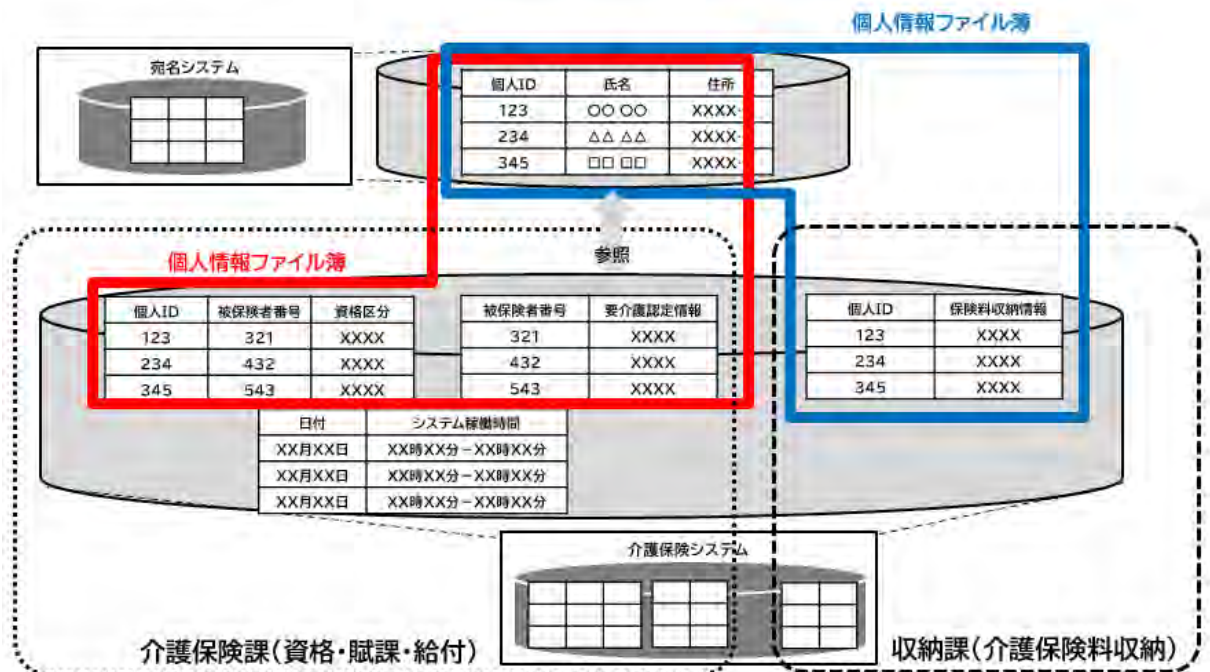 個人情報ファイル簿
宛名システム
個人ID 氏名 住所
123 ○○ ○○ XXXX…
234 △△ △△ XXXX…
345 □□ □□ XXXX…
参照
個人情報ファイル簿
個人ID 被保険者番号 資格区分
123 321 XXXX
234 432 XXXX
345 543 XXXX
被保険者番号 要介護認定情報
321 XXXX
432 XXXX
543 XXXX
個人ID 保険料収納情報
123 XXXX
234 XXXX
345 XXXX
日付 システム稼働時間
XX月XX日 XX時XX分-XX時XX分
XX月XX日 XX時XX分-XX時XX分
XX月XX日 XX時XX分-XX時XX分
介護保険システム
介護保険課(資格・賦課・給付)
収納課(介護保険料収納)